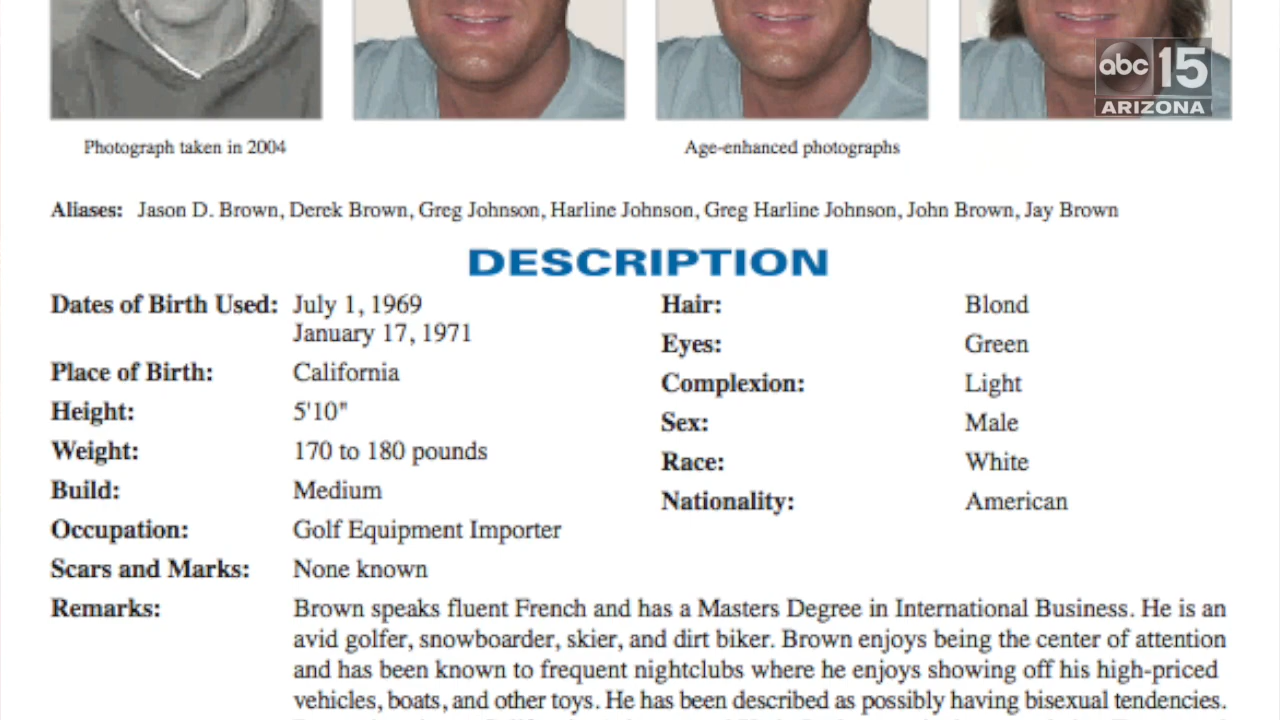 abc 15
ARIZONA
Photograph taken in 2004
Age-enhanced photographs
Aliases: Jason D. Brown, Derek Brown, Greg Johnson, Harline Johnson, Greg Harline Johnson, John Brown, Jay Brown
DESCRIPTION
Dates of Birth Used: July 1, 1969
January 17, 1971
Place of Birth: California
Height: 5'10"
Weight: 170 to 180 pounds
Build: Medium
Occupation: Golf Equipment Importer
Scars and Marks: None known
Hair: Blond
Eyes: Green
Complexion: Light
Sex: Male
Race: White
Nationality: American
Remarks: Brown speaks fluent French and has a Masters Degree in International Business. He is an
avid golfer, snowboarder, skier, and dirt biker. Brown enjoys being the center of attention
and has been known to frequent nightclubs where he enjoys showing off his high-priced
vehicles, boats, and other toys. He has been described as possibly having bisexual tendencies.